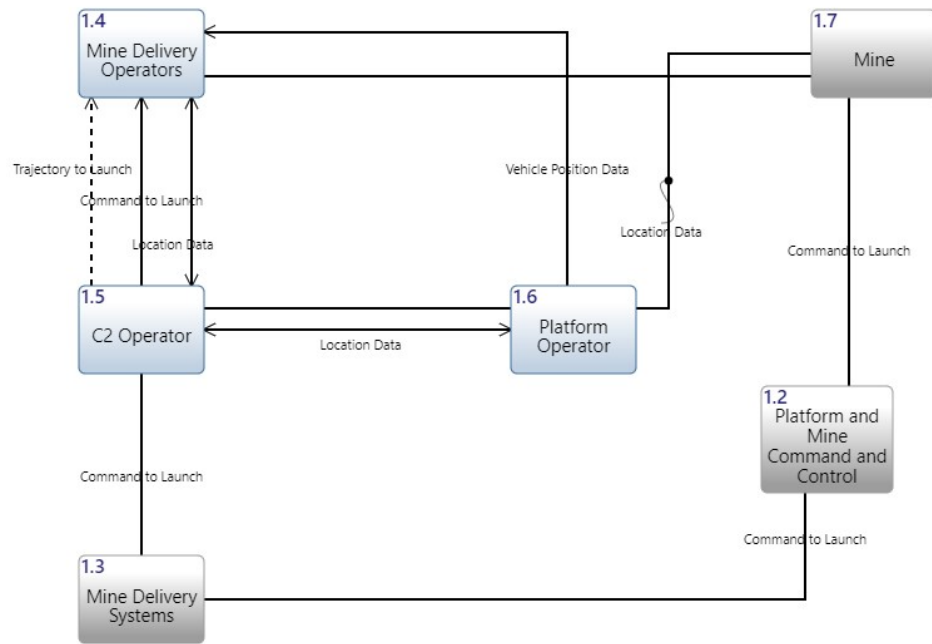 1.4
Mine Delivery
Operators
1.7
Mine
Trajectory to Launch
Command to Launch
Location Data
Vehicle Position Data
Location Data
Command to Launch
1.5
C2 Operator
1.6
Platform
Operator
Location Data
1.2
Platform and
Mine
Command and
Control
Command to Launch
Command to Launch
1.3
Mine Delivery
Systems